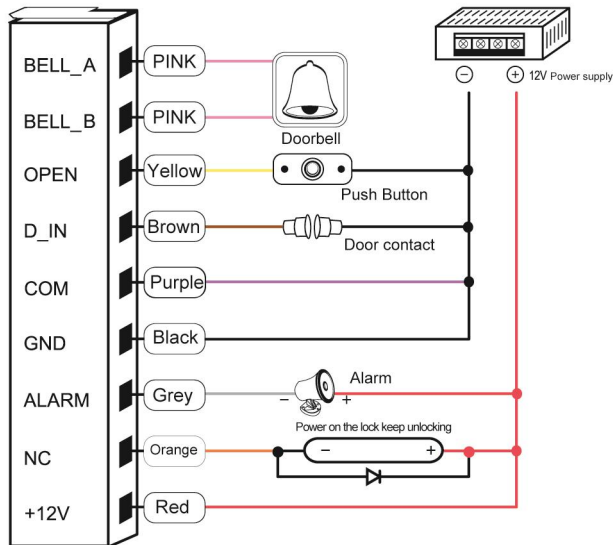 BELL_A
PINK
− + 12V Power supply
BELL_B
PINK
Doorbell
OPEN
Yellow
Push Button
D_IN
Brown
Door contact
COM
Purple
GND
Black
Alarm
ALARM
Grey
− +
Power on the lock keep unlocking
NC
Orange
− +
+12V
Red